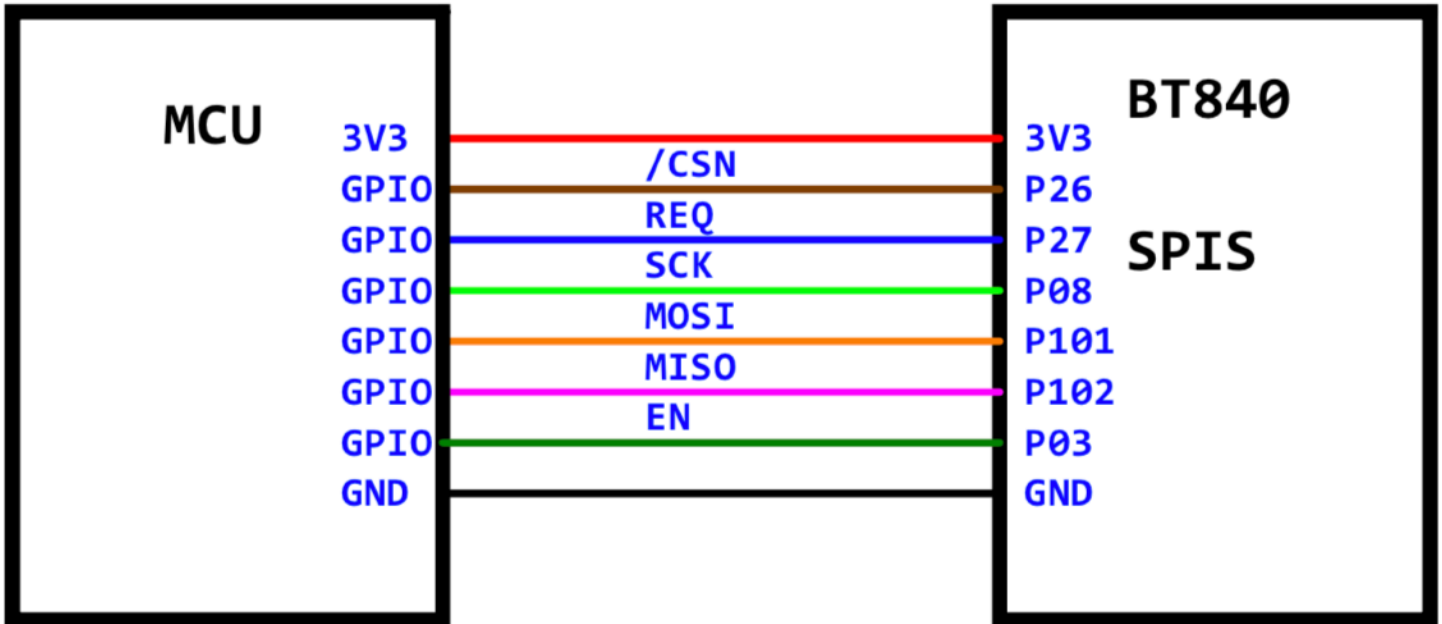 MCU
3V3
GPIO
GPIO
GPIO
GPIO
GPIO
GPIO
GND
/CSN
REQ
SCK
MOSI
MISO
EN
BT840
SPIS
3V3
P26
P27
P08
P101
P102
P03
GND